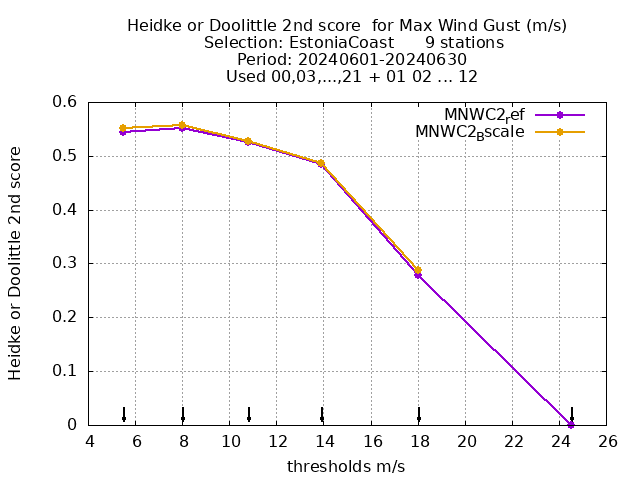 Heidke or Doolittle 2nd score  for Max Wind Gust (m/s)
Selection: EstoniaCoast      9 stations
Period: 20240601-20240630
Used 00,03,...,21 + 01 02 ... 12
MNWC2ref
MNWC2Bscale
Heidke or Doolittle 2nd score
0.6
0.5
0.4
0.3
0.2
0.1
0
4 6 8 10 12 14 16 18 20 22 24 26
thresholds m/s